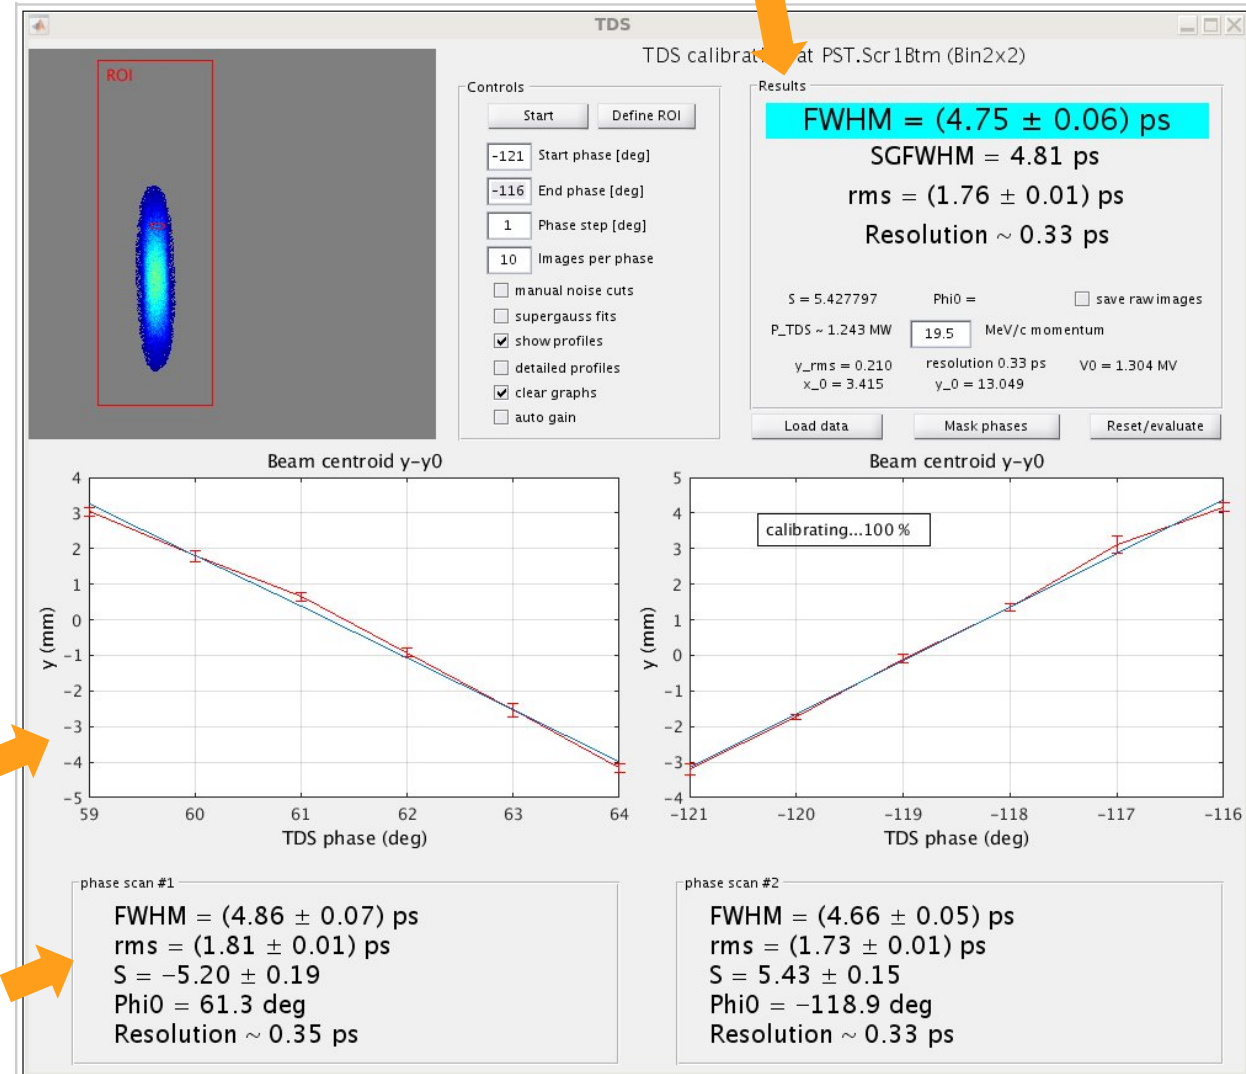 TDS
TDS calibrat at PST.Scr1Btm (Bin2x2)
ROI
Controls
Start
Define ROI
-121 Start phase [deg]
-116 End phase [deg]
1 Phase step [deg]
10 Images per phase
manual noise cuts
supergauss fits
show profiles
detailed profiles
clear graphs
auto gain
Results
FWHM = (4.75 ± 0.06) ps
SGFWHM = 4.81 ps
rms = (1.76 ± 0.01) ps
Resolution ~ 0.33 ps
S = 5.427797 Phi0 = save raw images
P_TDS ~ 1.243 MW 19.5 MeV/c momentum
y_rms = 0.210 resolution 0.33 ps V0 = 1.304 MV
x_0 = 3.415 y_0 = 13.049
Load data
Mask phases
Reset/evaluate
Beam centroid y-y0
4
3
2
1
0
-1
-2
-3
-4
-5
y (mm)
59 60 61 62 63 64
TDS phase (deg)
Beam centroid y-y0
calibrating...100 %
5
4
3
2
1
0
-1
-2
-3
-4
y (mm)
-121 -120 -119 -118 -117 -116
TDS phase (deg)
phase scan #1
FWHM = (4.86 ± 0.07) ps
rms = (1.81 ± 0.01) ps
S = -5.20 ± 0.19
Phi0 = 61.3 deg
Resolution ~ 0.35 ps
phase scan #2
FWHM = (4.66 ± 0.05) ps
rms = (1.73 ± 0.01) ps
S = 5.43 ± 0.15
Phi0 = -118.9 deg
Resolution ~ 0.33 ps